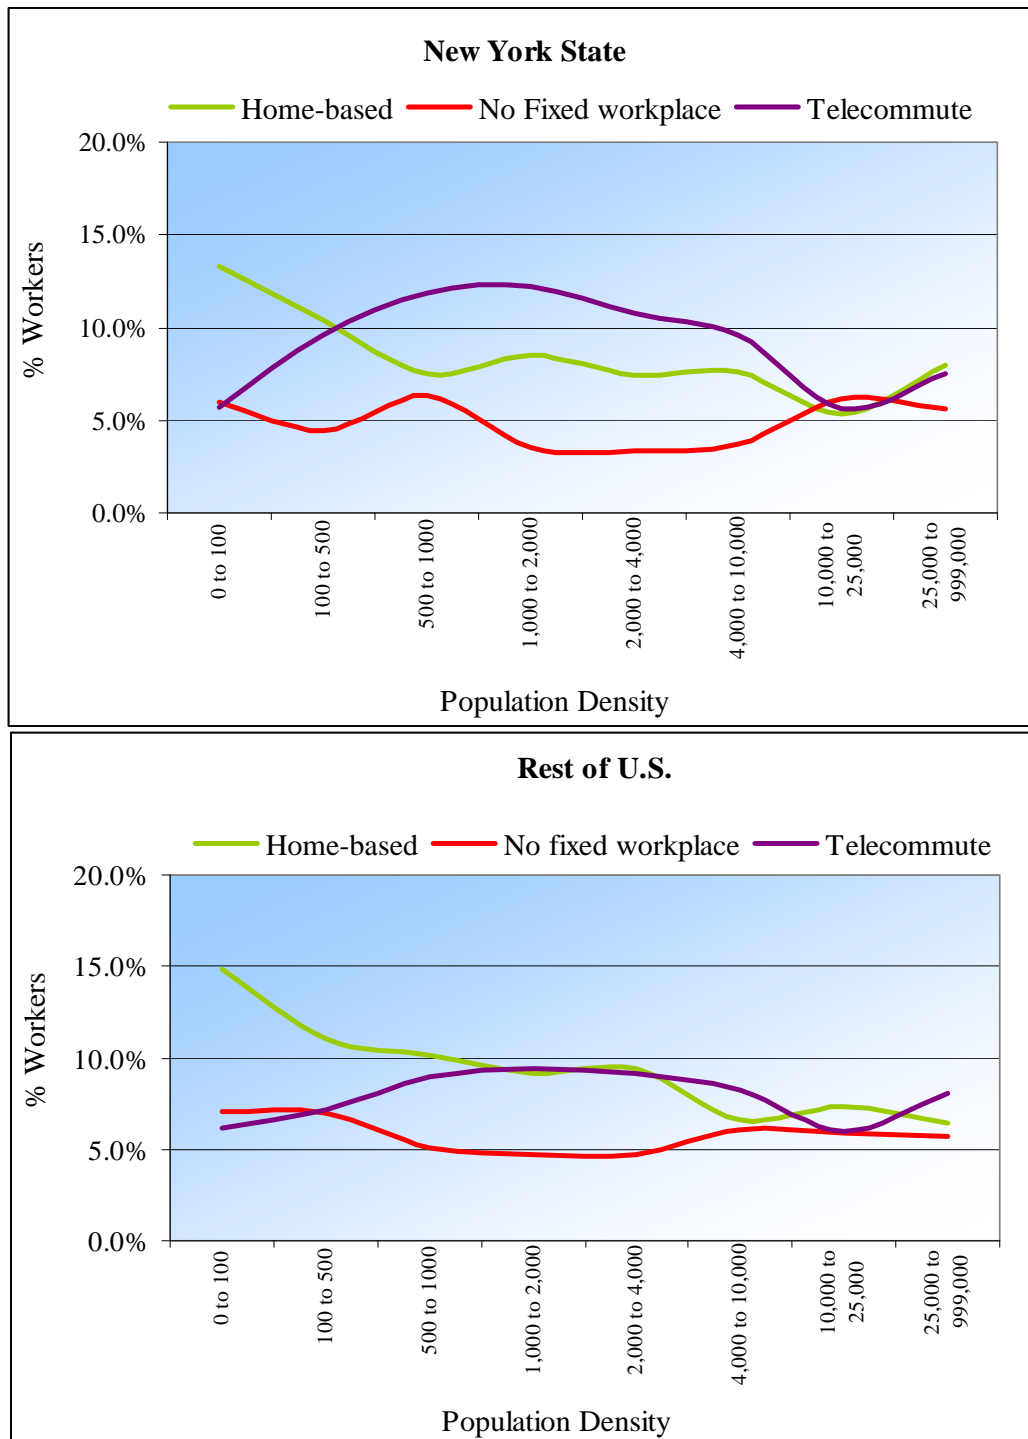 New York State
Home-based No Fixed workplace Telecommute
20.0%
15.0%
10.0%
5.0%
0.0%
% Workers
0 to 100
100 to 500
500 to 1000
1,000 to 2,000
2,000 to 4,000
4,000 to 10,000
10,000 to
25,000
25,000 to
999,000
Population Density
Rest of U.S.
Home-based No fixed workplace Telecommute
20.0%
15.0%
10.0%
5.0%
0.0%
% Workers
0 to 100
100 to 500
500 to 1000
1,000 to 2,000
2,000 to 4,000
4,000 to 10,000
10,000 to
25,000
25,000 to
999,000
Population Density